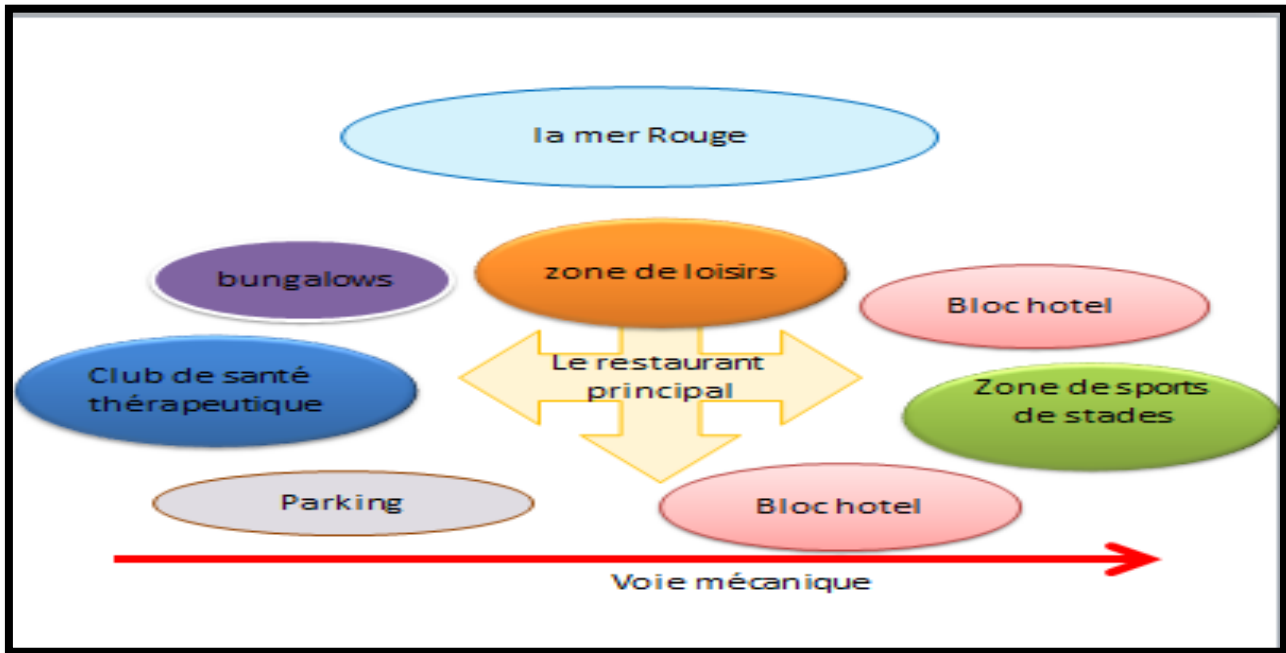 la mer Rouge
bungalows
zone de loisirs
Bloc hotel
Club de santé
thérapeutique
Le restaurant
principal
Zone de sports
de stades
Parking
Bloc hotel
Voie mécanique